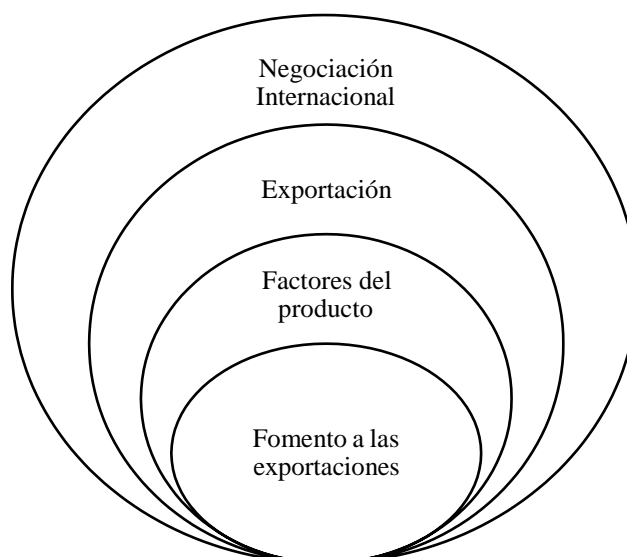 Negociación
Internacional
Exportación
Factores del
producto
Fomento a las
exportaciones